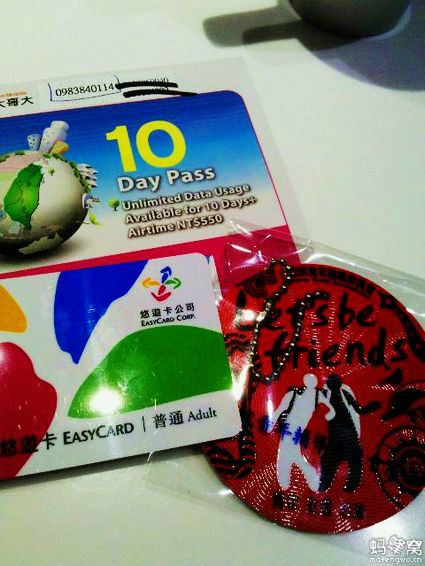 0983840114
大哥大
10
Day Pass
Unlimited Data Usage
Available for 10 Days+
Airtime NT$550
悠遊卡公司
EASYCARD CORP.
悠遊卡 EASYCARD | 普通 Adult
let's be
friends
蚂蜂窝
mafengwo.cn